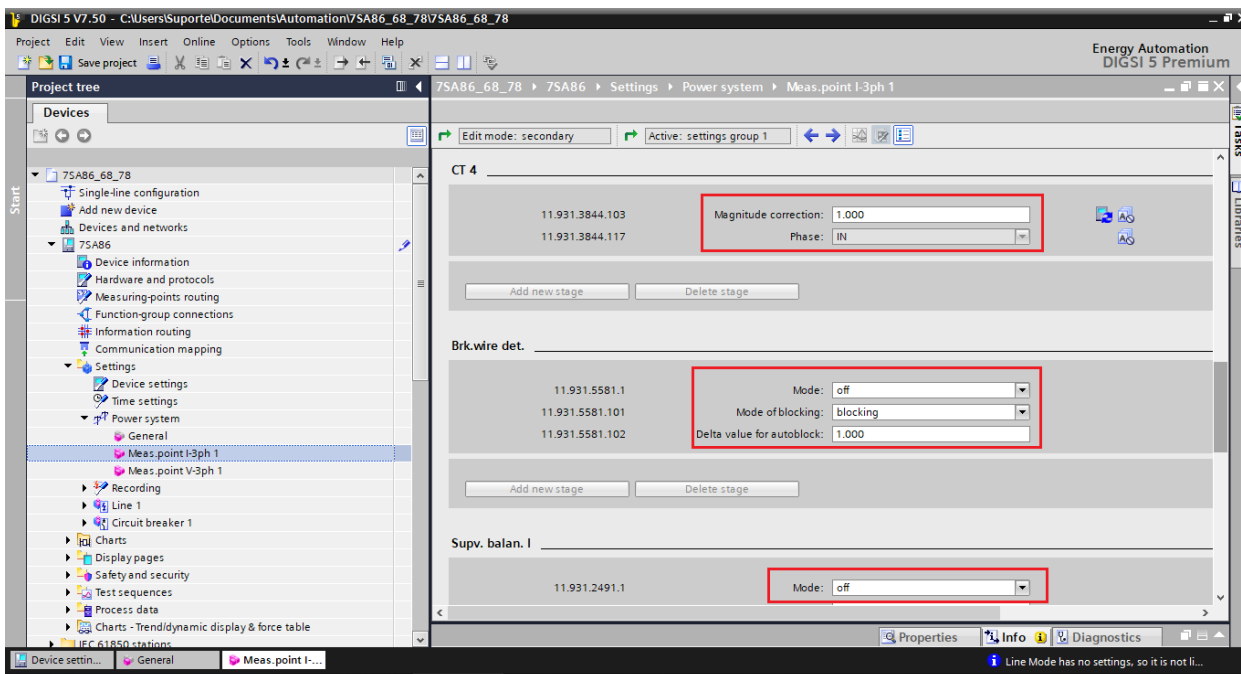 DIGSI 5 V7.50 - C:\Users\Suporte\Documents\Automation\7SA86_68_78\7SA86_68_78
Project Edit View Insert Online Options Tools Window Help
Energy Automation
DIGSI 5 Premium
Save project
Project tree
7SA86_68_78 ▸ 7SA86 ▸ Settings ▸ Power system ▸ Meas.point I-3ph 1
Devices
Edit mode: secondary
Active: settings group 1
Start
7SA86_68_78
Single-line configuration
Add new device
Devices and networks
7SA86
Device information
Hardware and protocols
Measuring-points routing
Function-group connections
Information routing
Communication mapping
Settings
Device settings
Time settings
Power system
General
Meas.point I-3ph 1
Meas.point V-3ph 1
Recording
Line 1
Circuit breaker 1
Charts
Display pages
Safety and security
Test sequences
Process data
Charts - Trend/dynamic display & force table
IEC 61850 stations
CT 4
11.931.3844.103 Magnitude correction: 1.000
11.931.3844.117 Phase: IN
Add new stage Delete stage
Brk.wire det.
11.931.5581.1 Mode: off
11.931.5581.101 Mode of blocking: blocking
11.931.5581.102 Delta value for autoblock: 1.000
Add new stage Delete stage
Supv. balan. I
11.931.2491.1 Mode: off
Tasks
Libraries
Properties Info Diagnostics
Device settin... General Meas.point I-...
Line Mode has no settings, so it is not li...